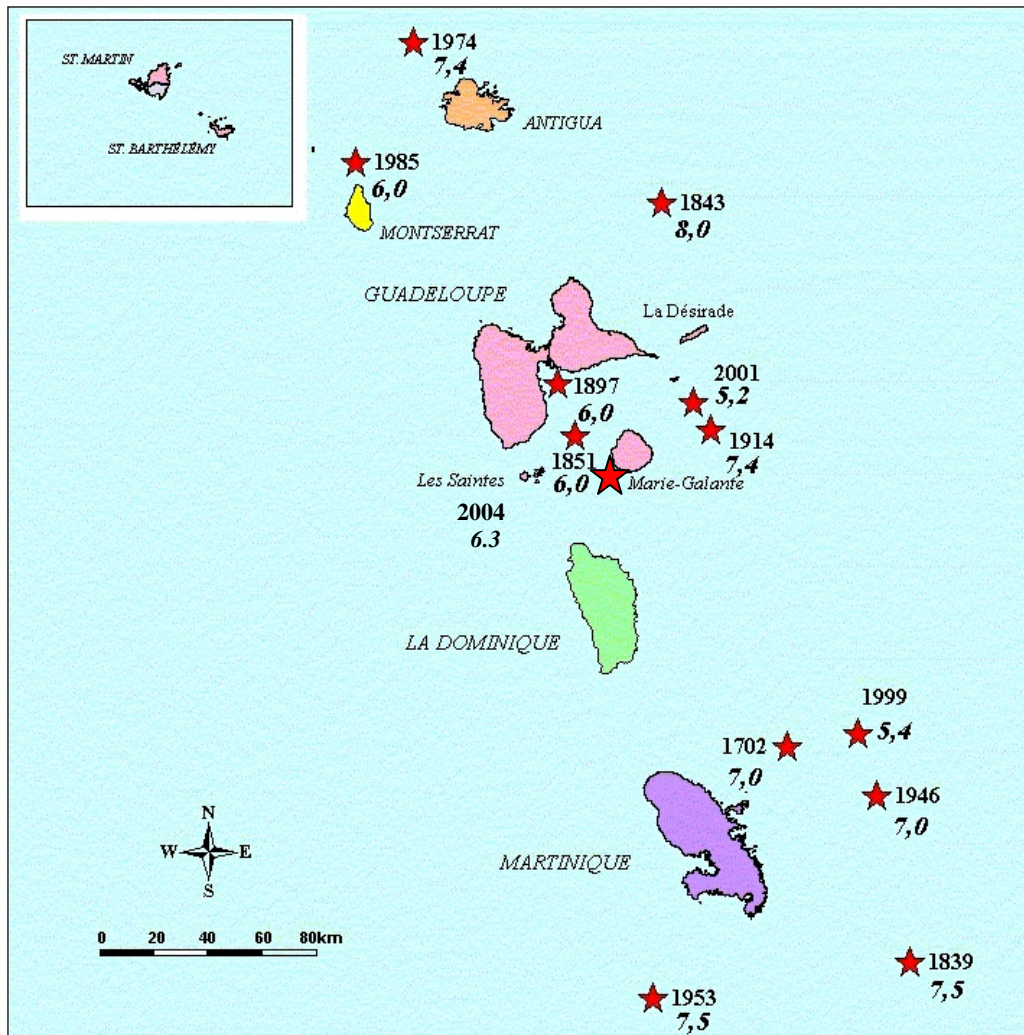 ST. MARTIN
ST. BARTHÉLÉMY
1974
7,4
ANTIGUA
1985
6,0
MONTSERRAT
1843
8,0
GUADELOUPE
La Désirade
2001
5,2
1897
6,0
1914
7,4
1851
6,0
Les Saintes
Marie-Galante
2004
6.3
LA DOMINIQUE
1999
5,4
1702
7,0
1946
7,0
MARTINIQUE
N
W E
S
0 20 40 60 80km
1839
7,5
1953
7,5